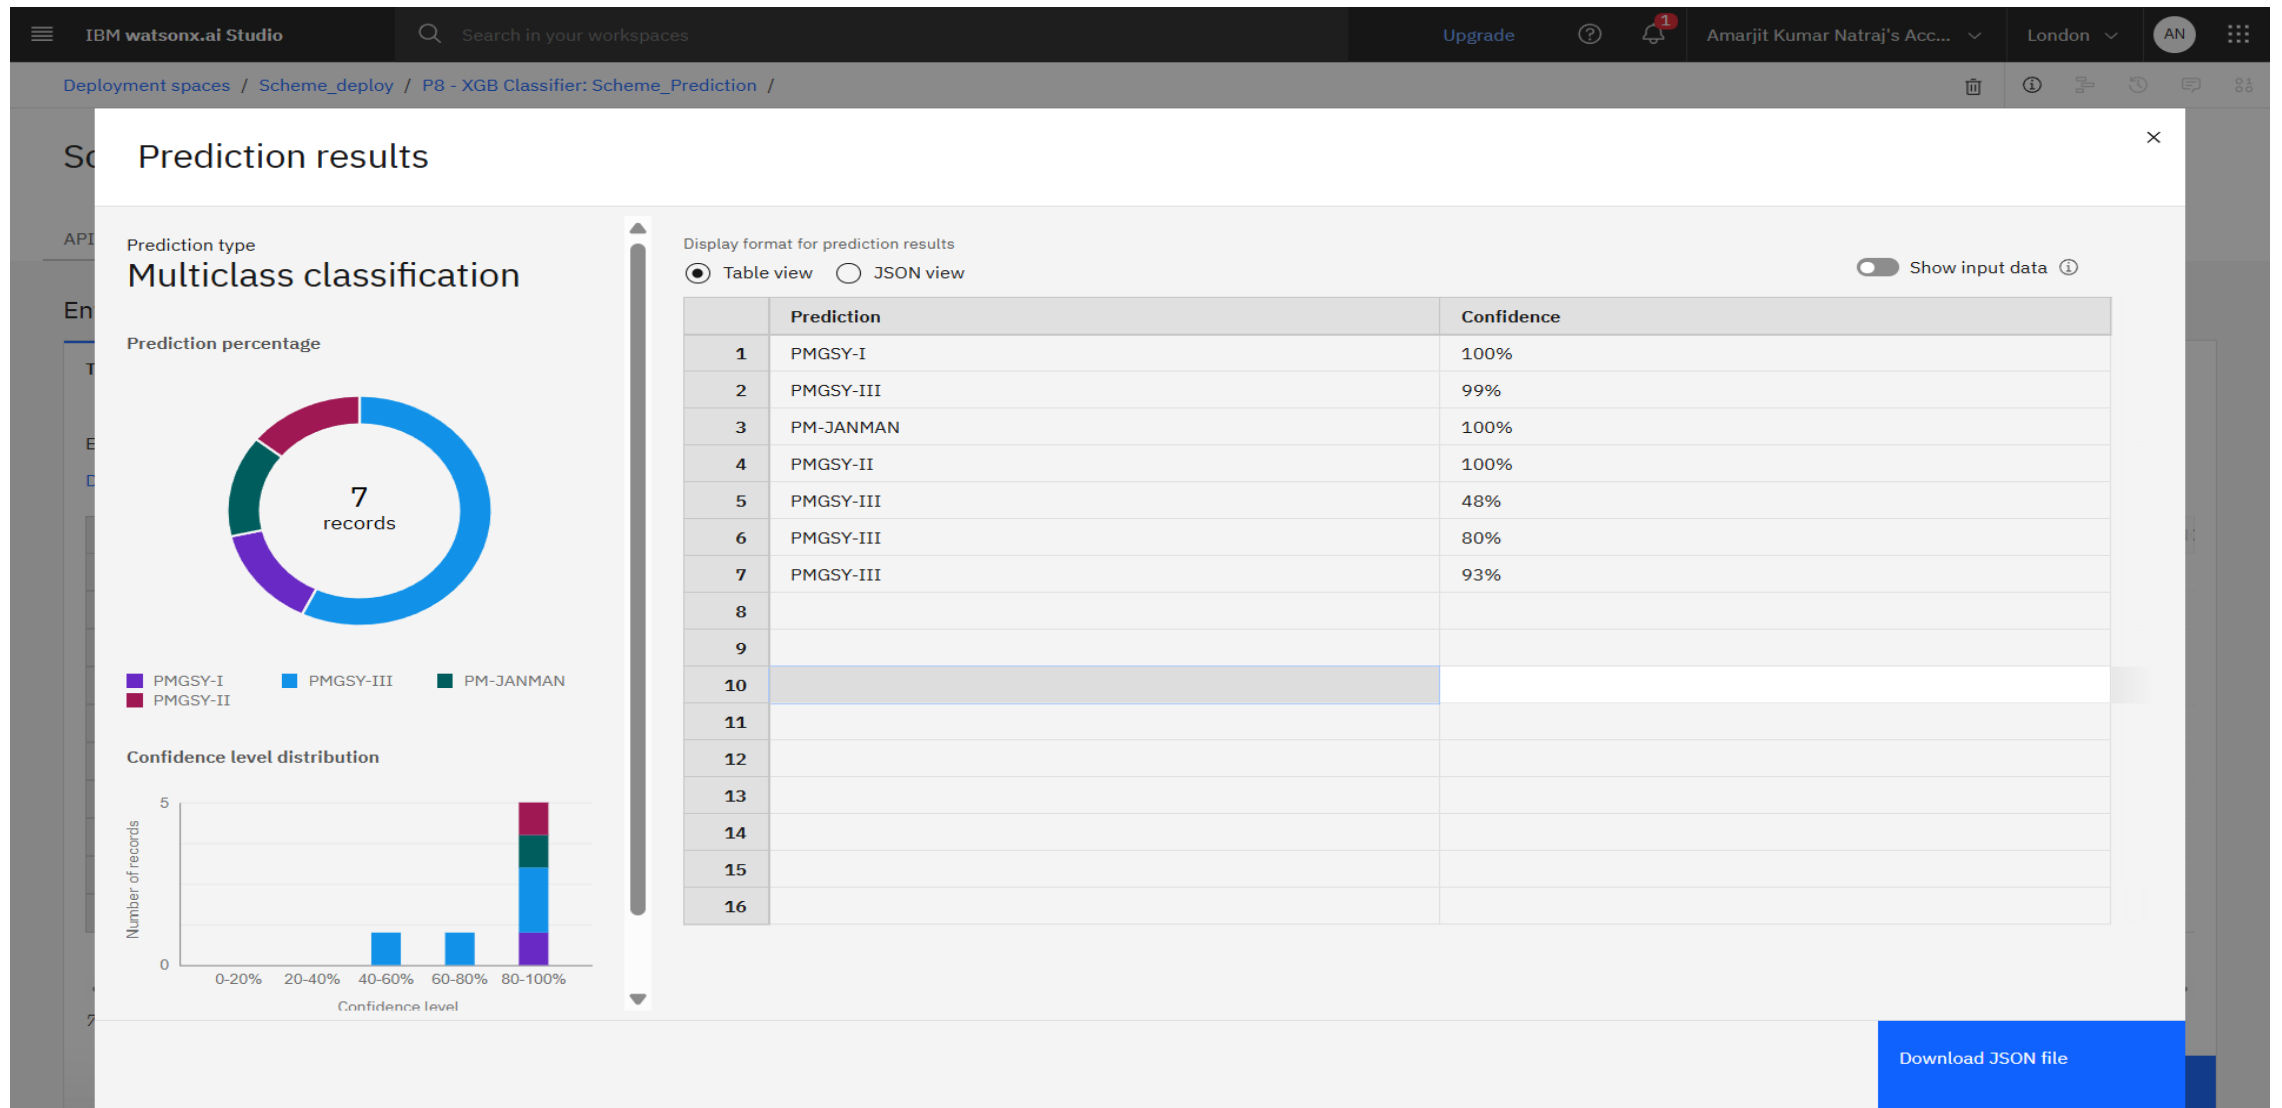 IBM watsonx.ai Studio
Search in your workspaces
Upgrade
1
Amarjit Kumar Natraj's Acc...
London
AN
Deployment spaces / Scheme_deploy / P8 - XGB Classifier: Scheme_Prediction /
Prediction results
API
En
Prediction type
Multiclass classification
Prediction percentage
7
records
PMGSY-I
PMGSY-III
PM-JANMAN
PMGSY-II
Confidence level distribution
Number of records
5
0
0-20% 20-40% 40-60% 60-80% 80-100%
Confidence level
Display format for prediction results
Table view
JSON view
Show input data
Prediction Confidence
1 PMGSY-I 100%
2 PMGSY-III 99%
3 PM-JANMAN 100%
4 PMGSY-II 100%
5 PMGSY-III 48%
6 PMGSY-III 80%
7 PMGSY-III 93%
8
9
10
11
12
13
14
15
16
Download JSON file